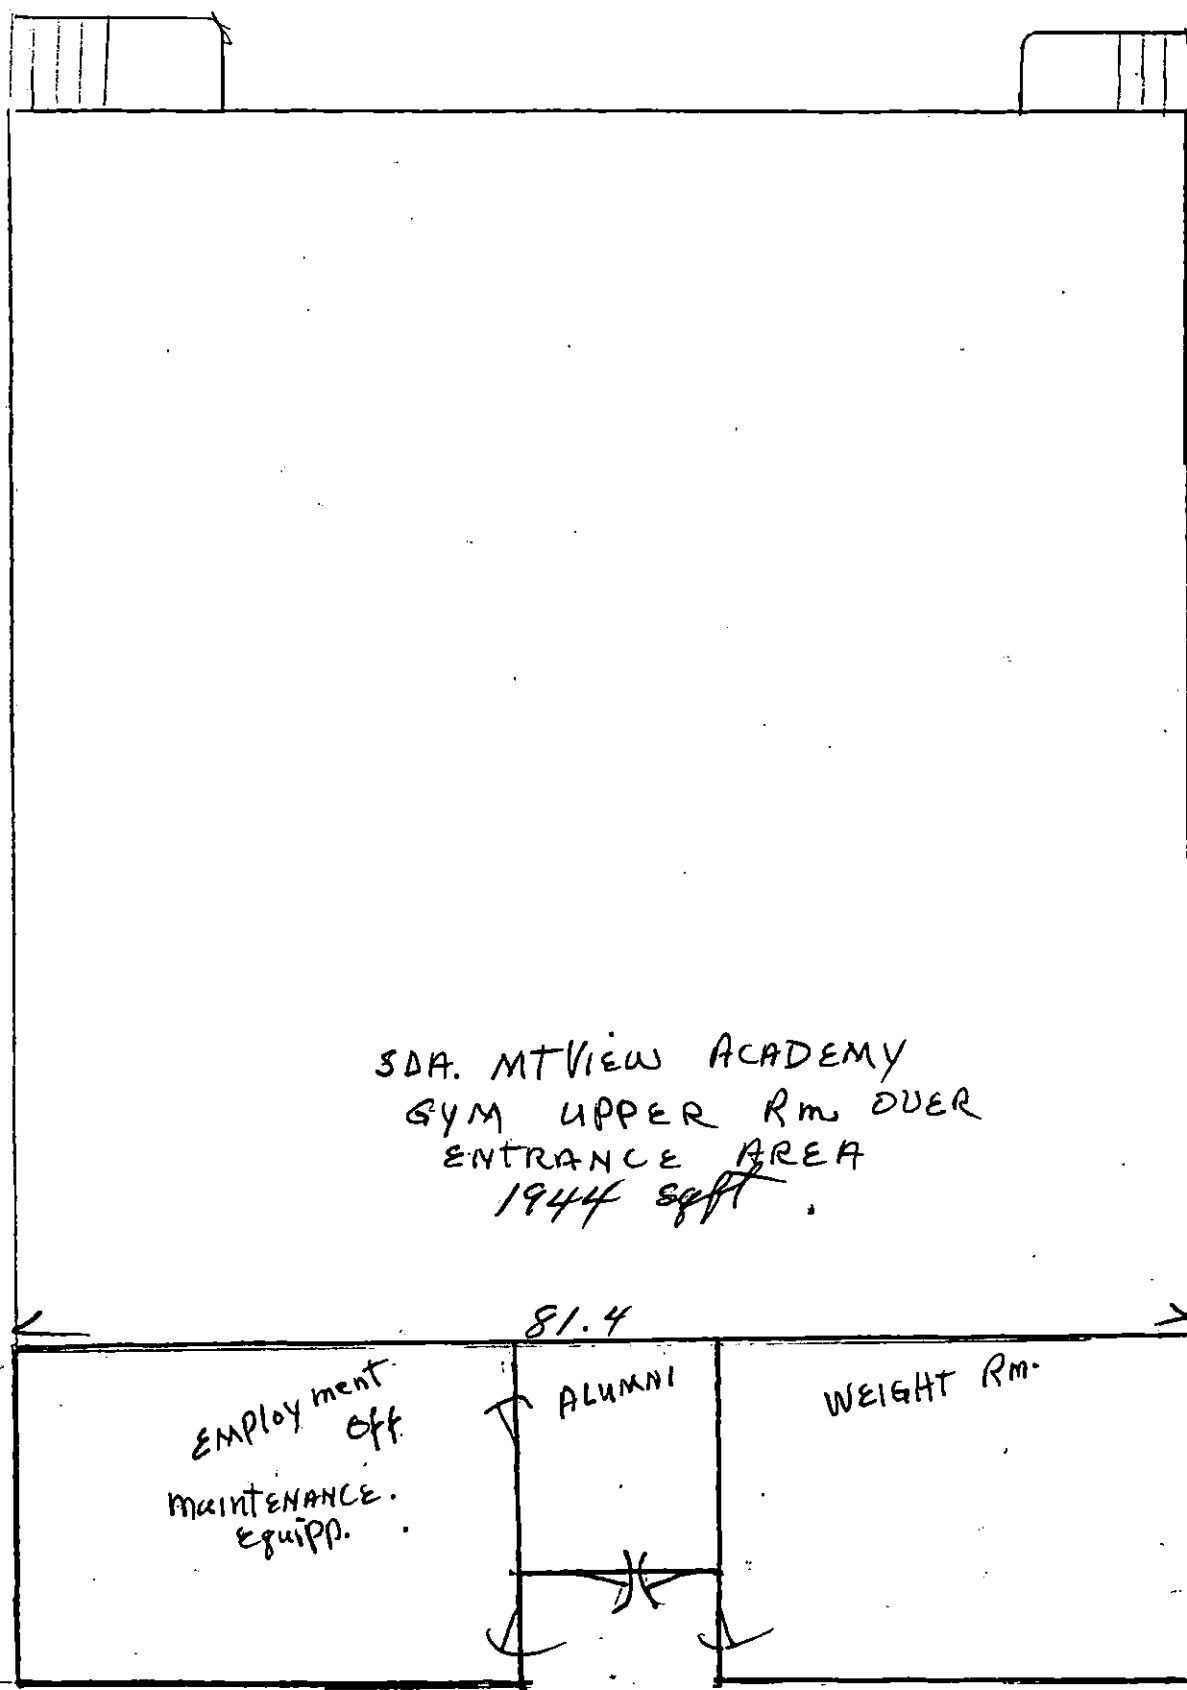 SDA. MTVIEW ACADEMY
GYM UPPER Rm OVER
ENTRANCE AREA
1944 sqft.
81.4
EMPloyment
Off.
ALUMNI
WEIGHT Rm.
MaintENANCE.
Equipp.